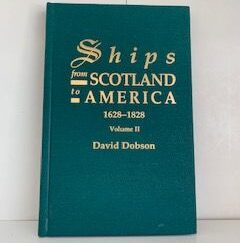 Ships
from SCOTLAND
to AMERICA
1628–1828
Volume II
David Dobson